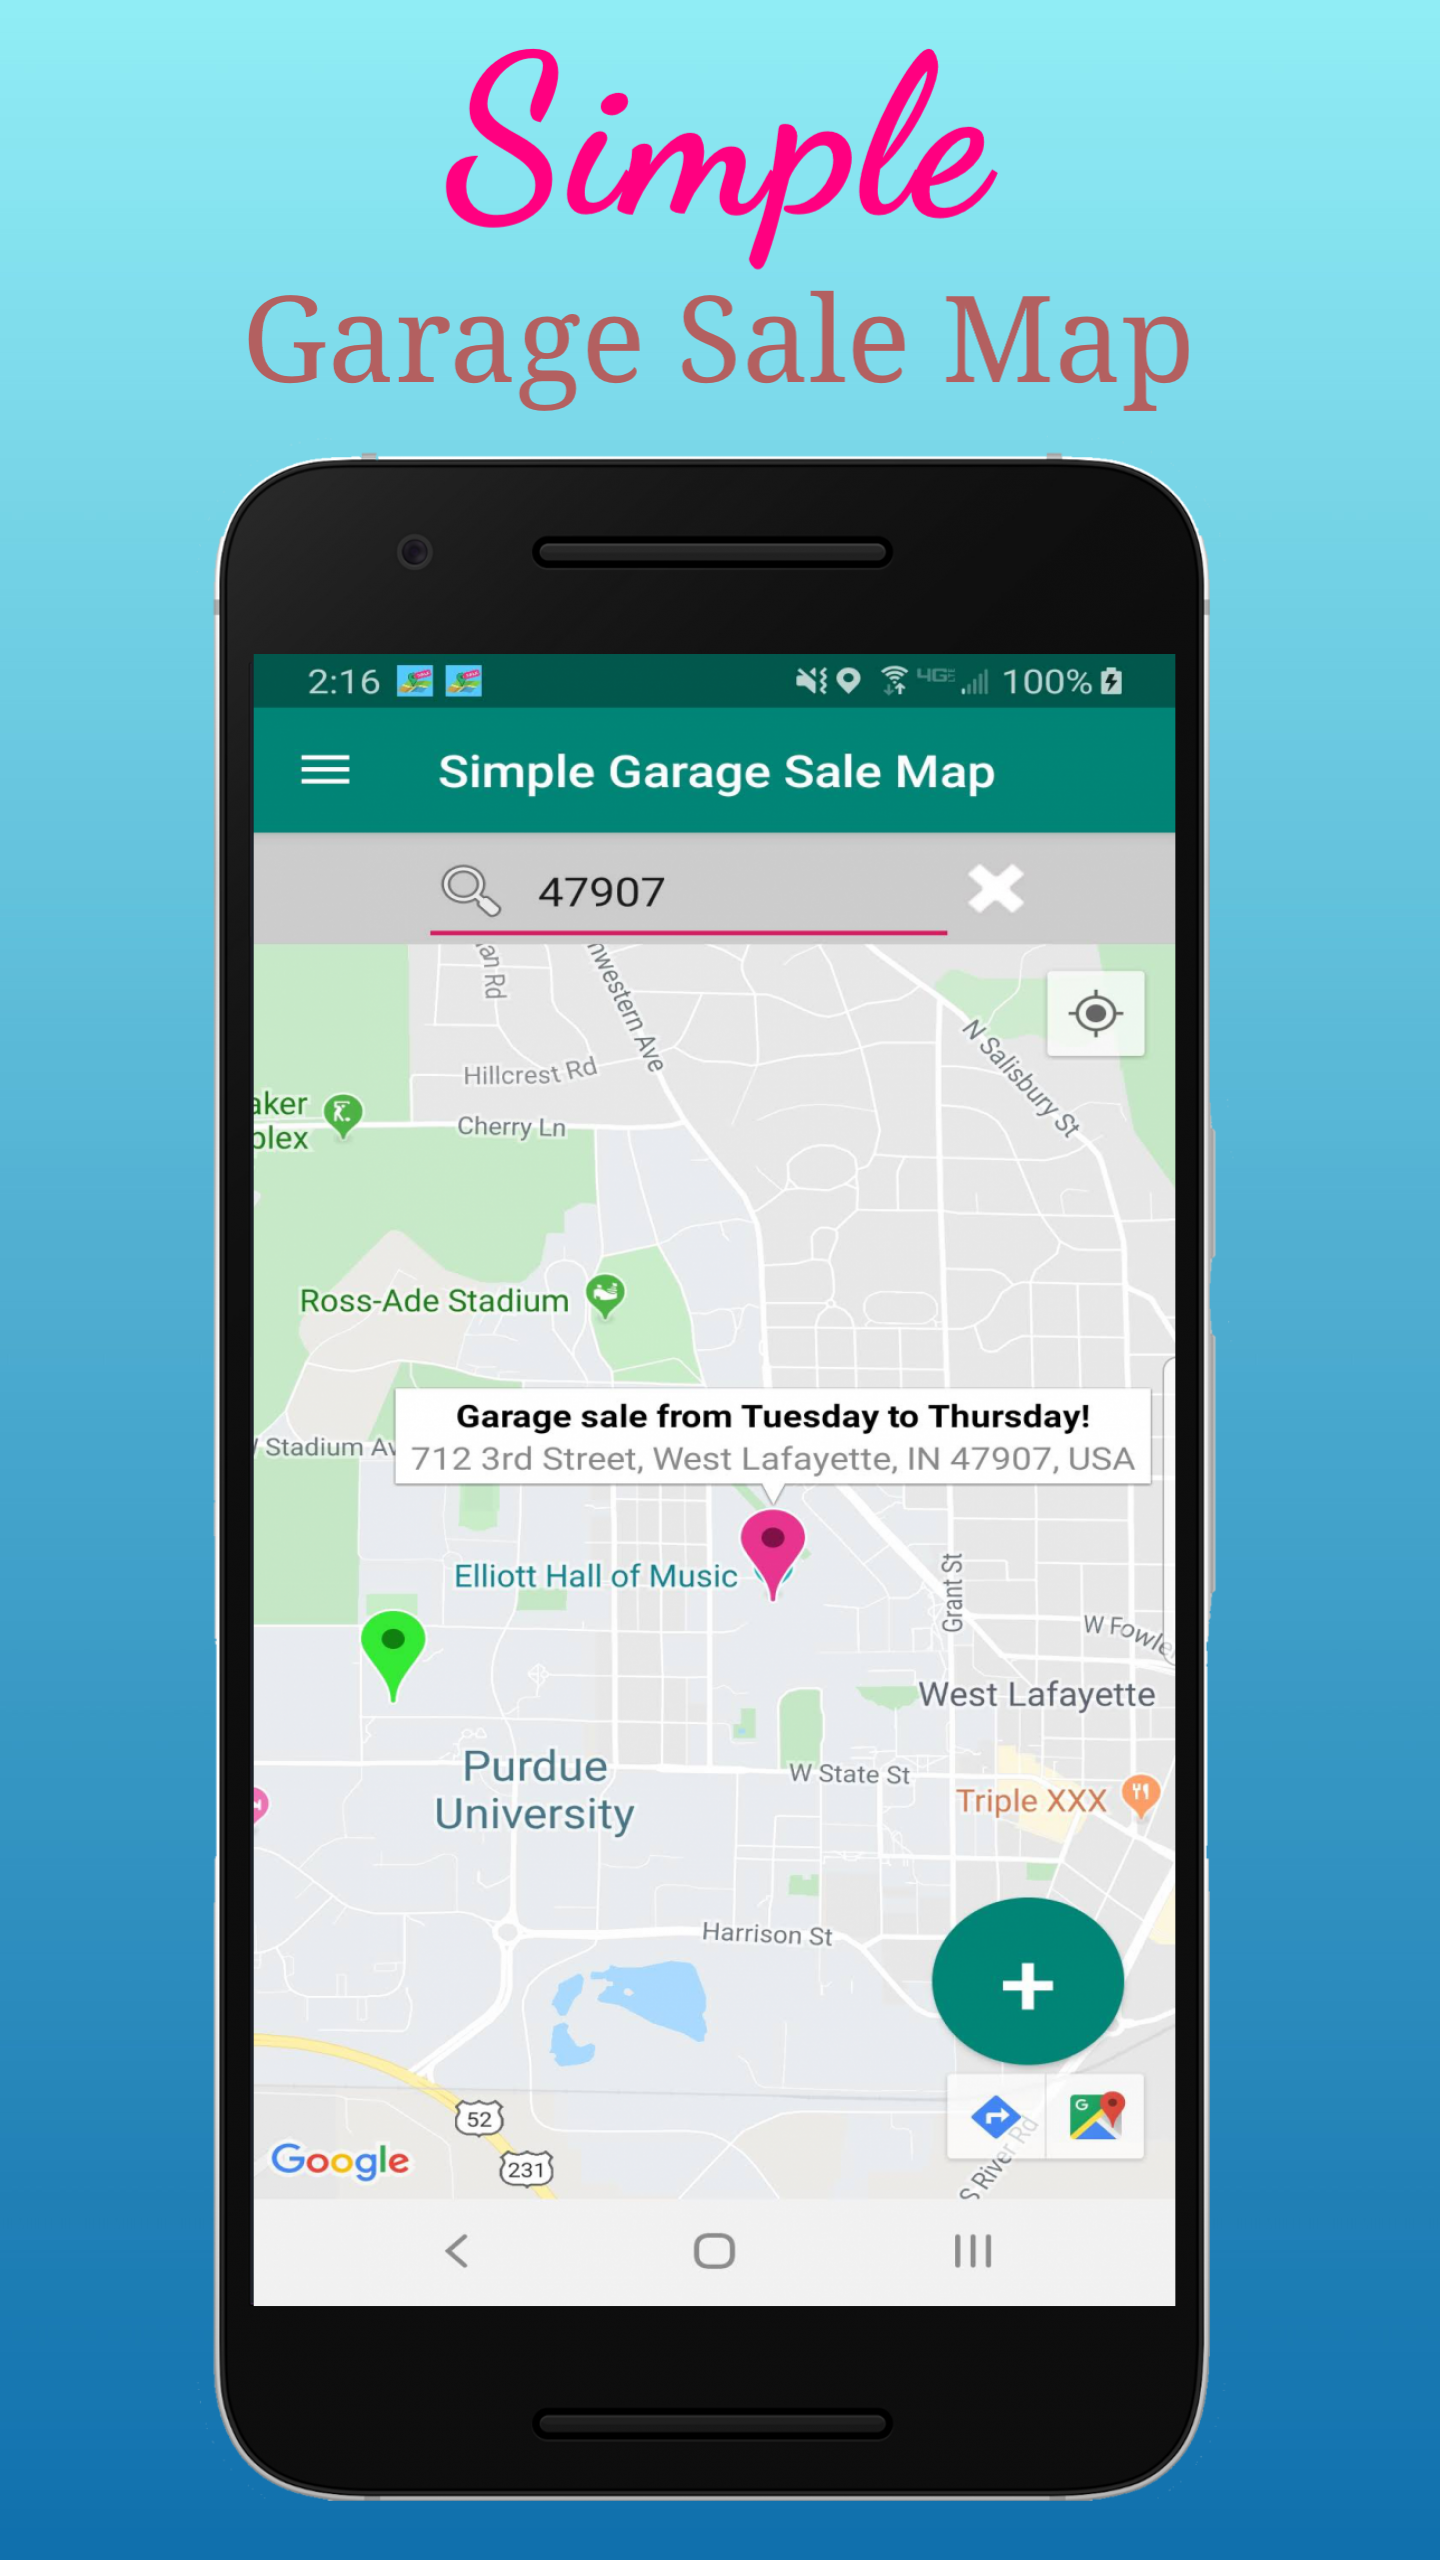 Simple
Garage Sale Map
2:16
4G
100%
Simple Garage Sale Map
47907
an Rd
nwestern Ave
N Salisbury St
Hillcrest Rd
aker
plex
Cherry Ln
Ross-Ade Stadium
Garage sale from Tuesday to Thursday!
712 3rd Street, West Lafayette, IN 47907, USA
Stadium Av
Elliott Hall of Music
Grant St
W Fowle
West Lafayette
Purdue
University
W State St
Triple XXX
Harrison St
+
52
231
Google
G
S River Rd